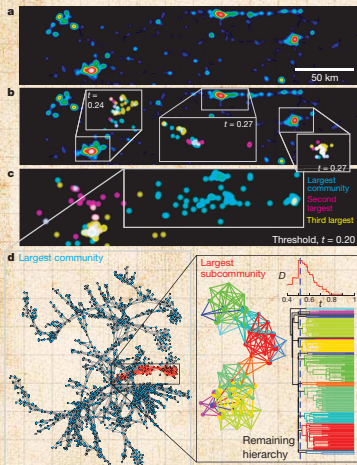 a
50 km
b
t =
0.24
t = 0.27
t = 0.27
c
Largest
community
Second
largest
Third largest
Threshold, t = 0.20
d Largest community
Largest
subcommunity
D
0.4 0.6 0.8 1
t
Remaining
hierarchy